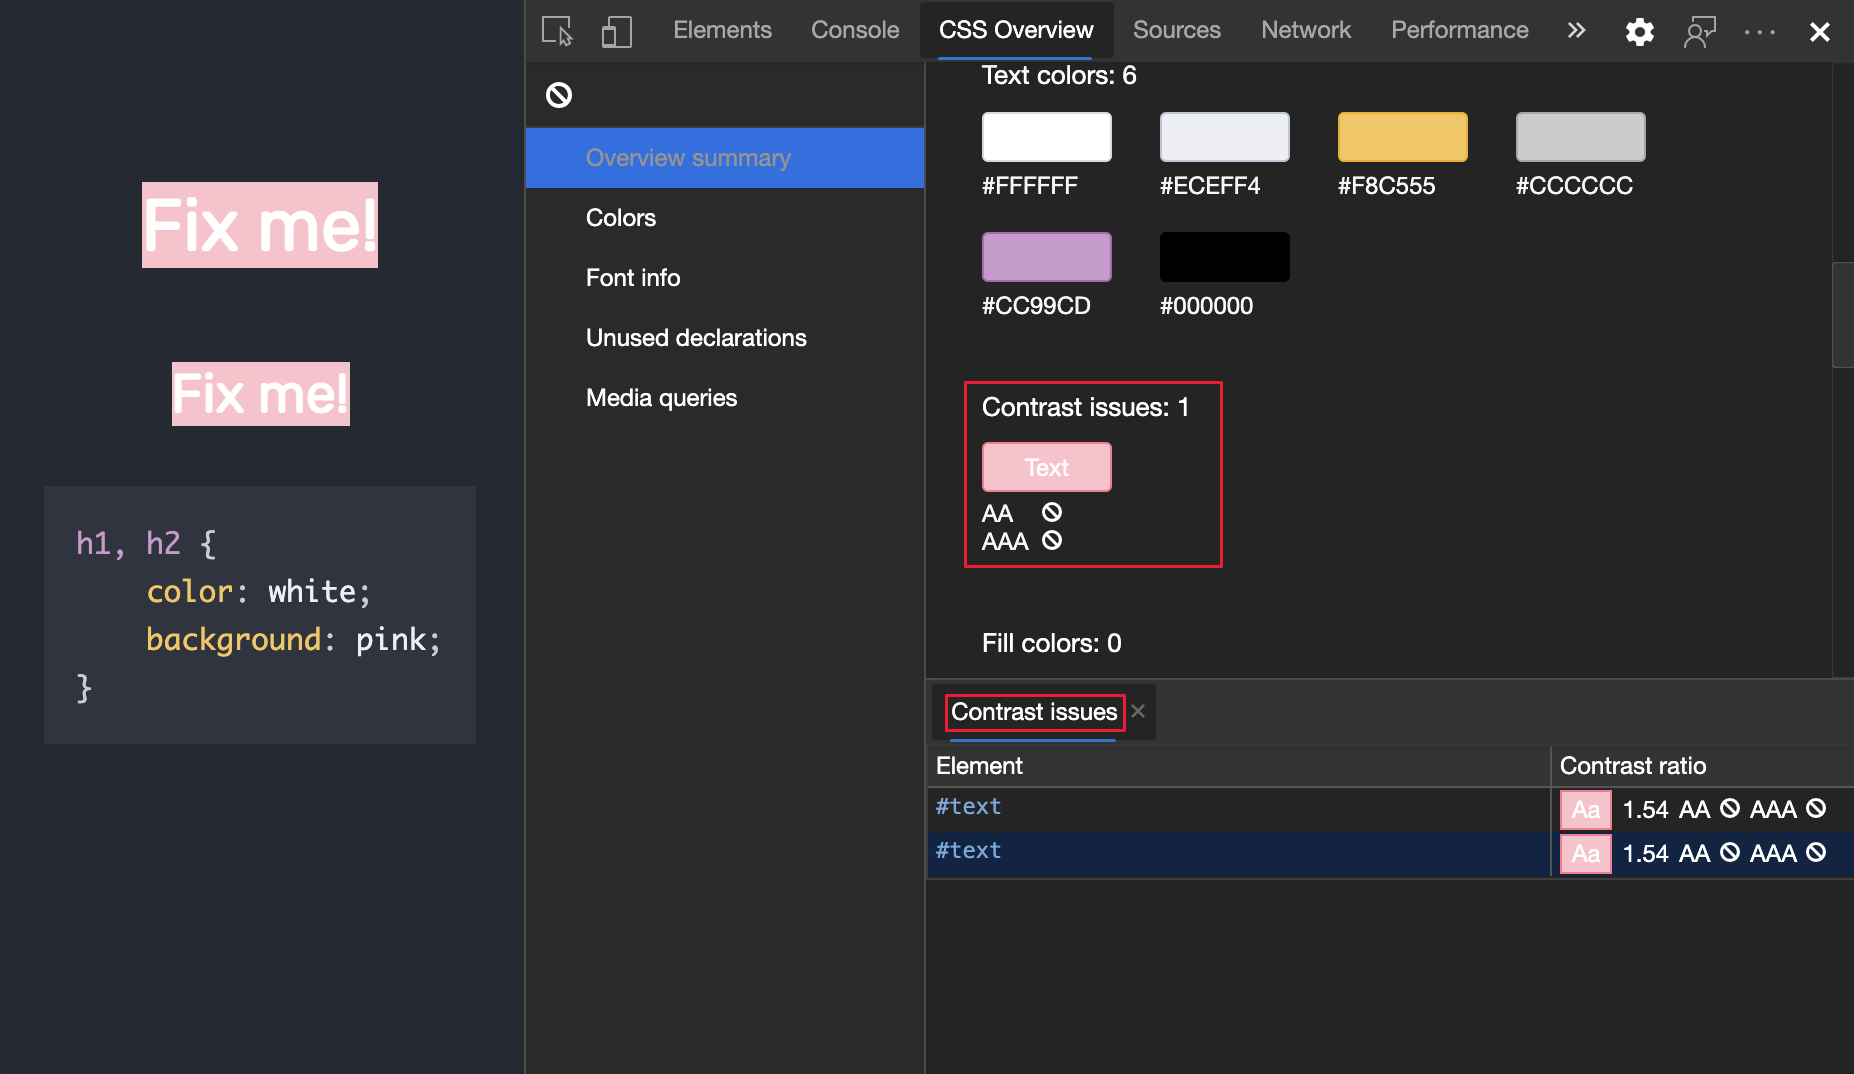 Fix me!
Fix me!
h1, h2 {
color: white;
background: pink;
}
Elements Console CSS Overview Sources Network Performance
Overview summary
Colors
Font info
Unused declarations
Media queries
Text colors: 6
#FFFFFF #ECEFF4 #F8C555 #CCCCCC
#CC99CD #000000
Contrast issues: 1
Text
AA
AAA
Fill colors: 0
Contrast issues
Element Contrast ratio
#text Aa 1.54 AA AAA
#text Aa 1.54 AA AAA